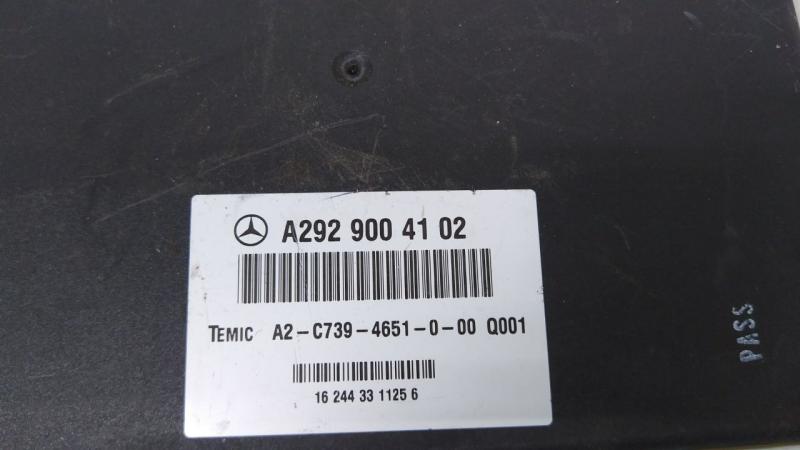 A292 900 41 02
TEMIC A2-C739-4651-0-00 Q001
16 244 33 1125 6
PASS